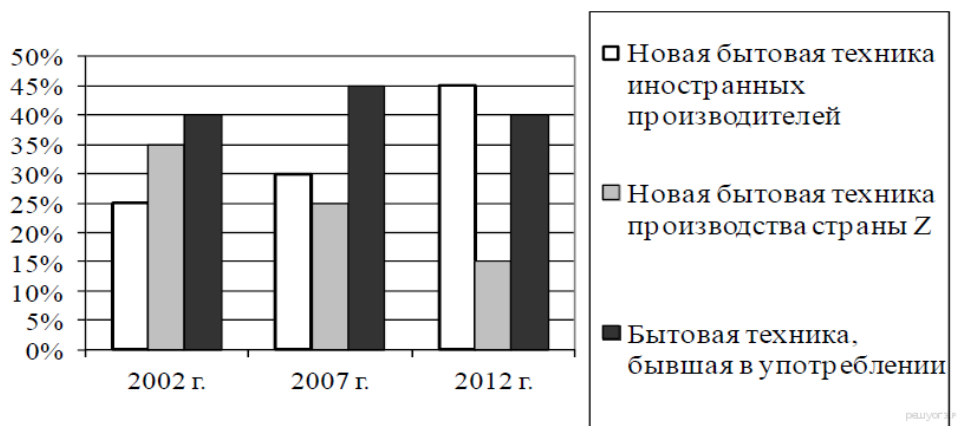 50%
45%
40%
35%
30%
25%
20%
15%
10%
5%
0%
2002 г.
2007 г.
2012 г.
Новая бытовая техника
иностранных
производителей
Новая бытовая техника
производства страны Z
Бытовая техника,
бывшая в употреблении